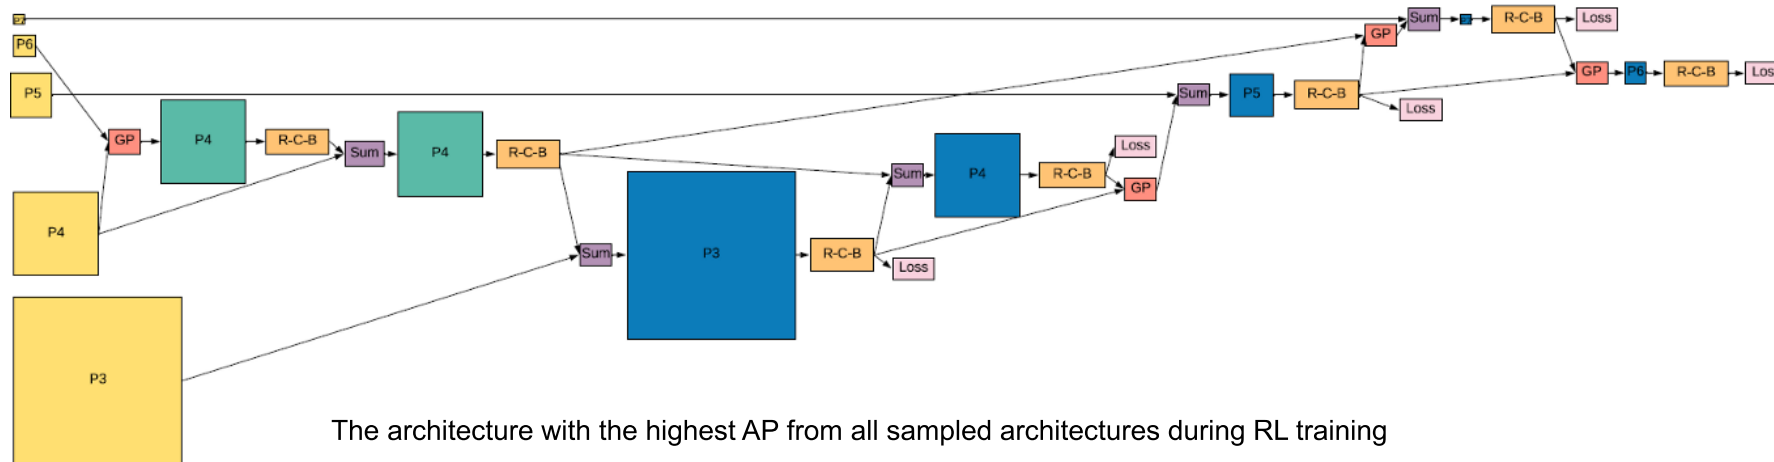 Sum
R-C-B
Loss
P6
GP
P5
GP
P6
R-C-B
Los
Sum
P5
R-C-B
Loss
GP
P4
R-C-B
Sum
P4
R-C-B
Sum
P4
R-C-B
Loss
GP
P4
Sum
P3
R-C-B
Loss
P3
The architecture with the highest AP from all sampled architectures during RL training